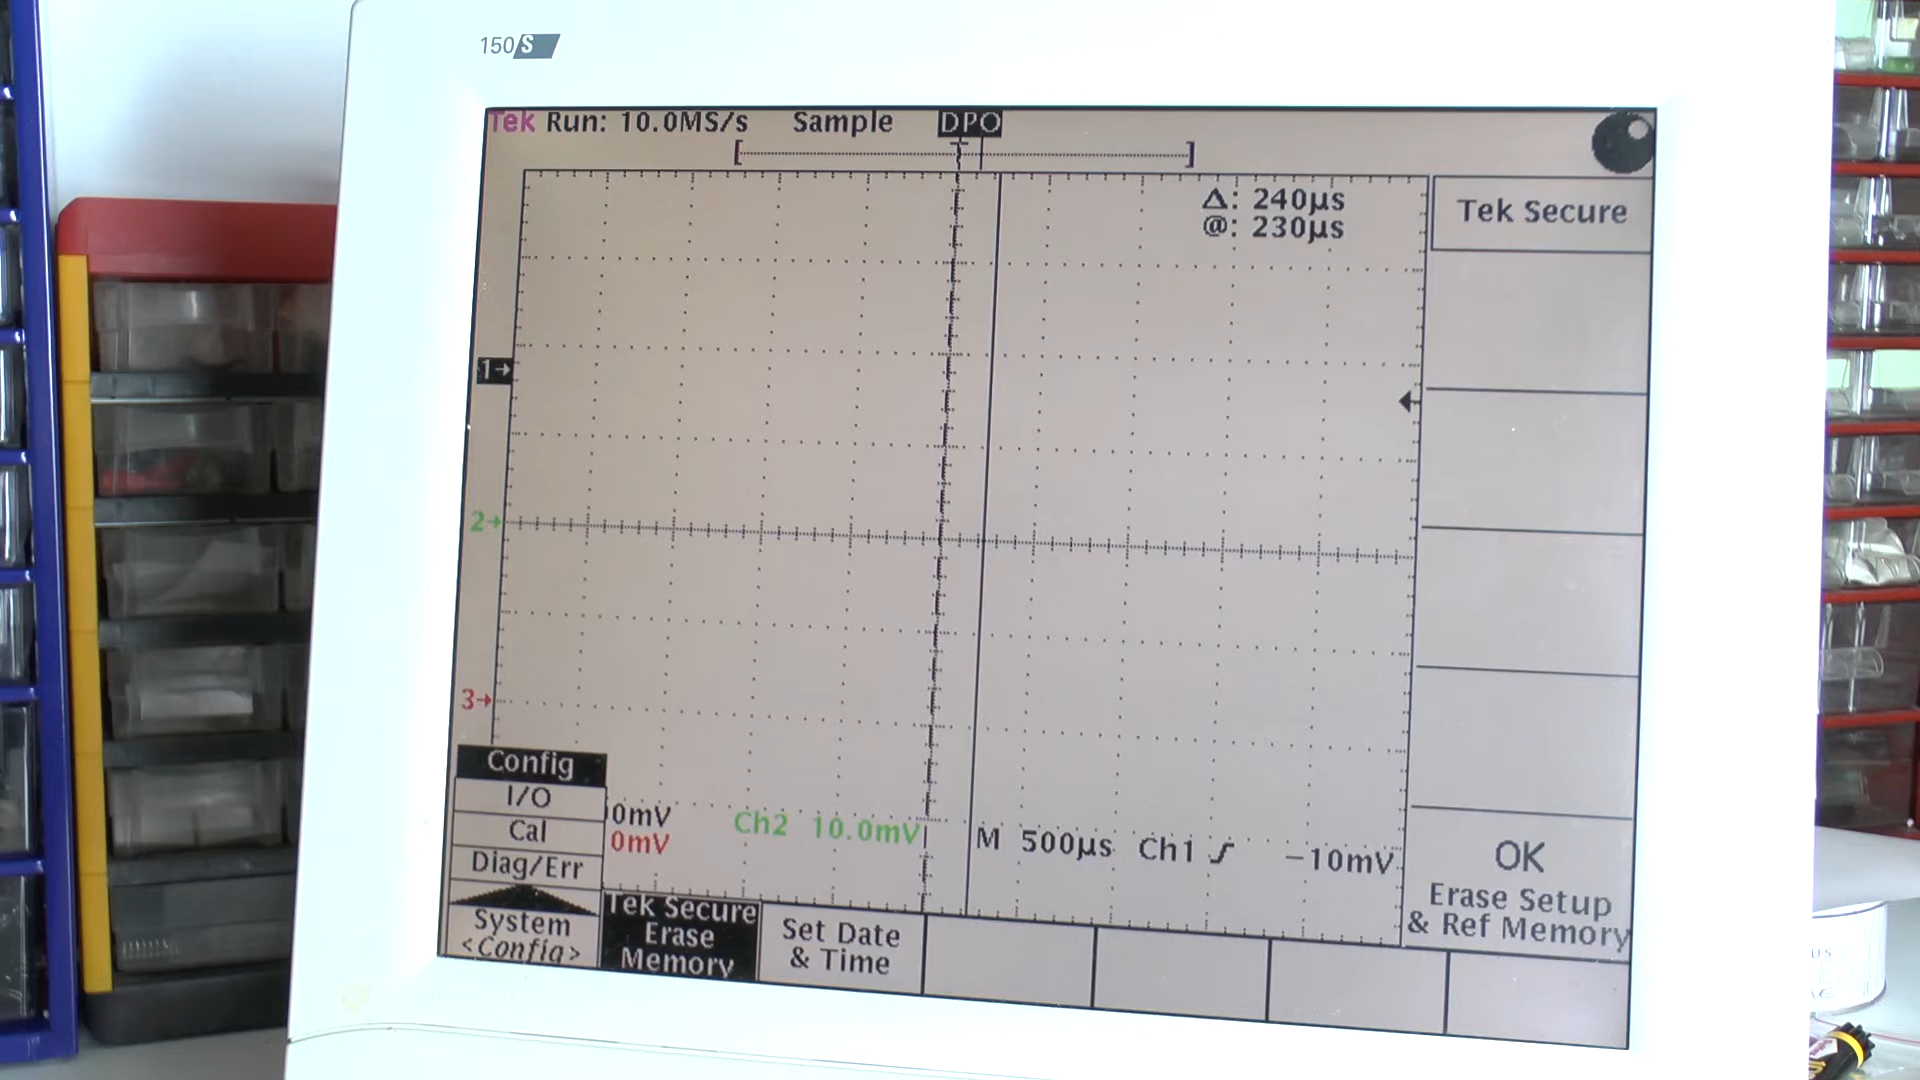 150 S
Tek Run: 10.0MS/s Sample DPO
Δ: 240µs
@: 230µs
Tek Secure
1→
2→
3→
Config
I/O
Cal
Diag/Err
System
<Config>
0mV Ch2 10.0mV M 500µs Ch1 ƒ -10mV
0mV
Tek Secure
Erase
Memory
Set Date
& Time
OK
Erase Setup
& Ref Memory